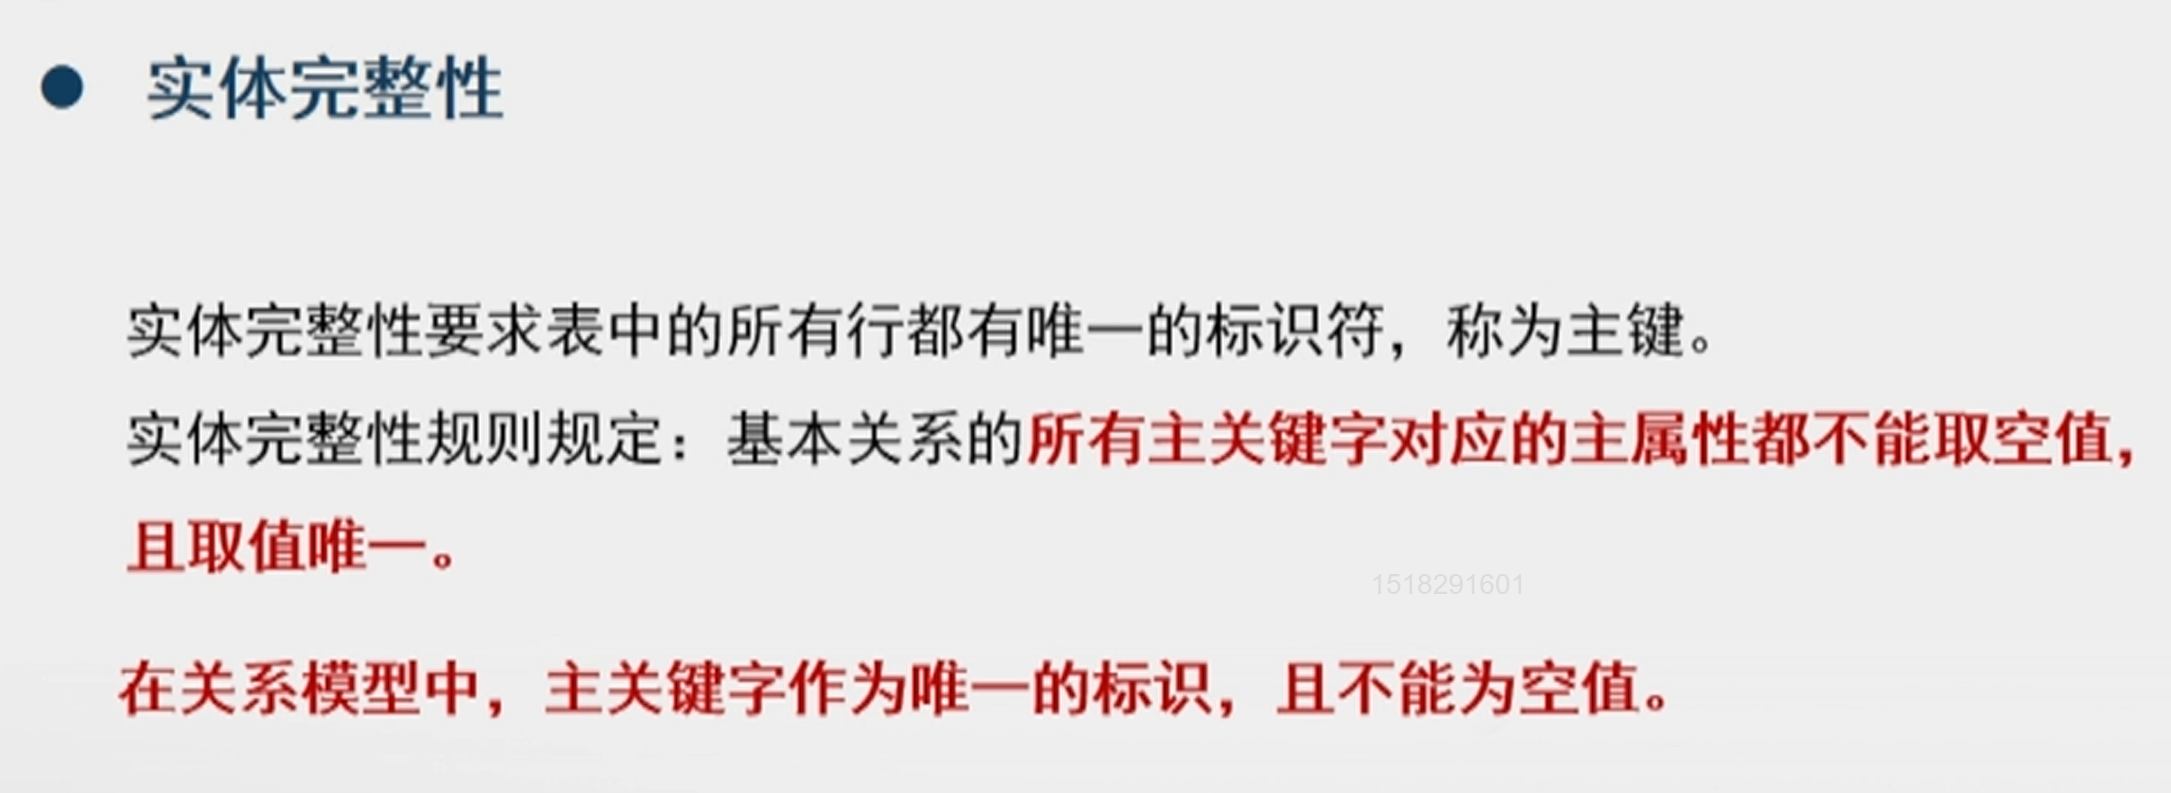 ● 实体完整性
实体完整性要求表中的所有行都有唯一的标识符，称为主键。
实体完整性规则规定：基本关系的所有主关键字对应的主属性都不能取空值，
且取值唯一。
1518291601
在关系模型中，主关键字作为唯一的标识，且不能为空值。